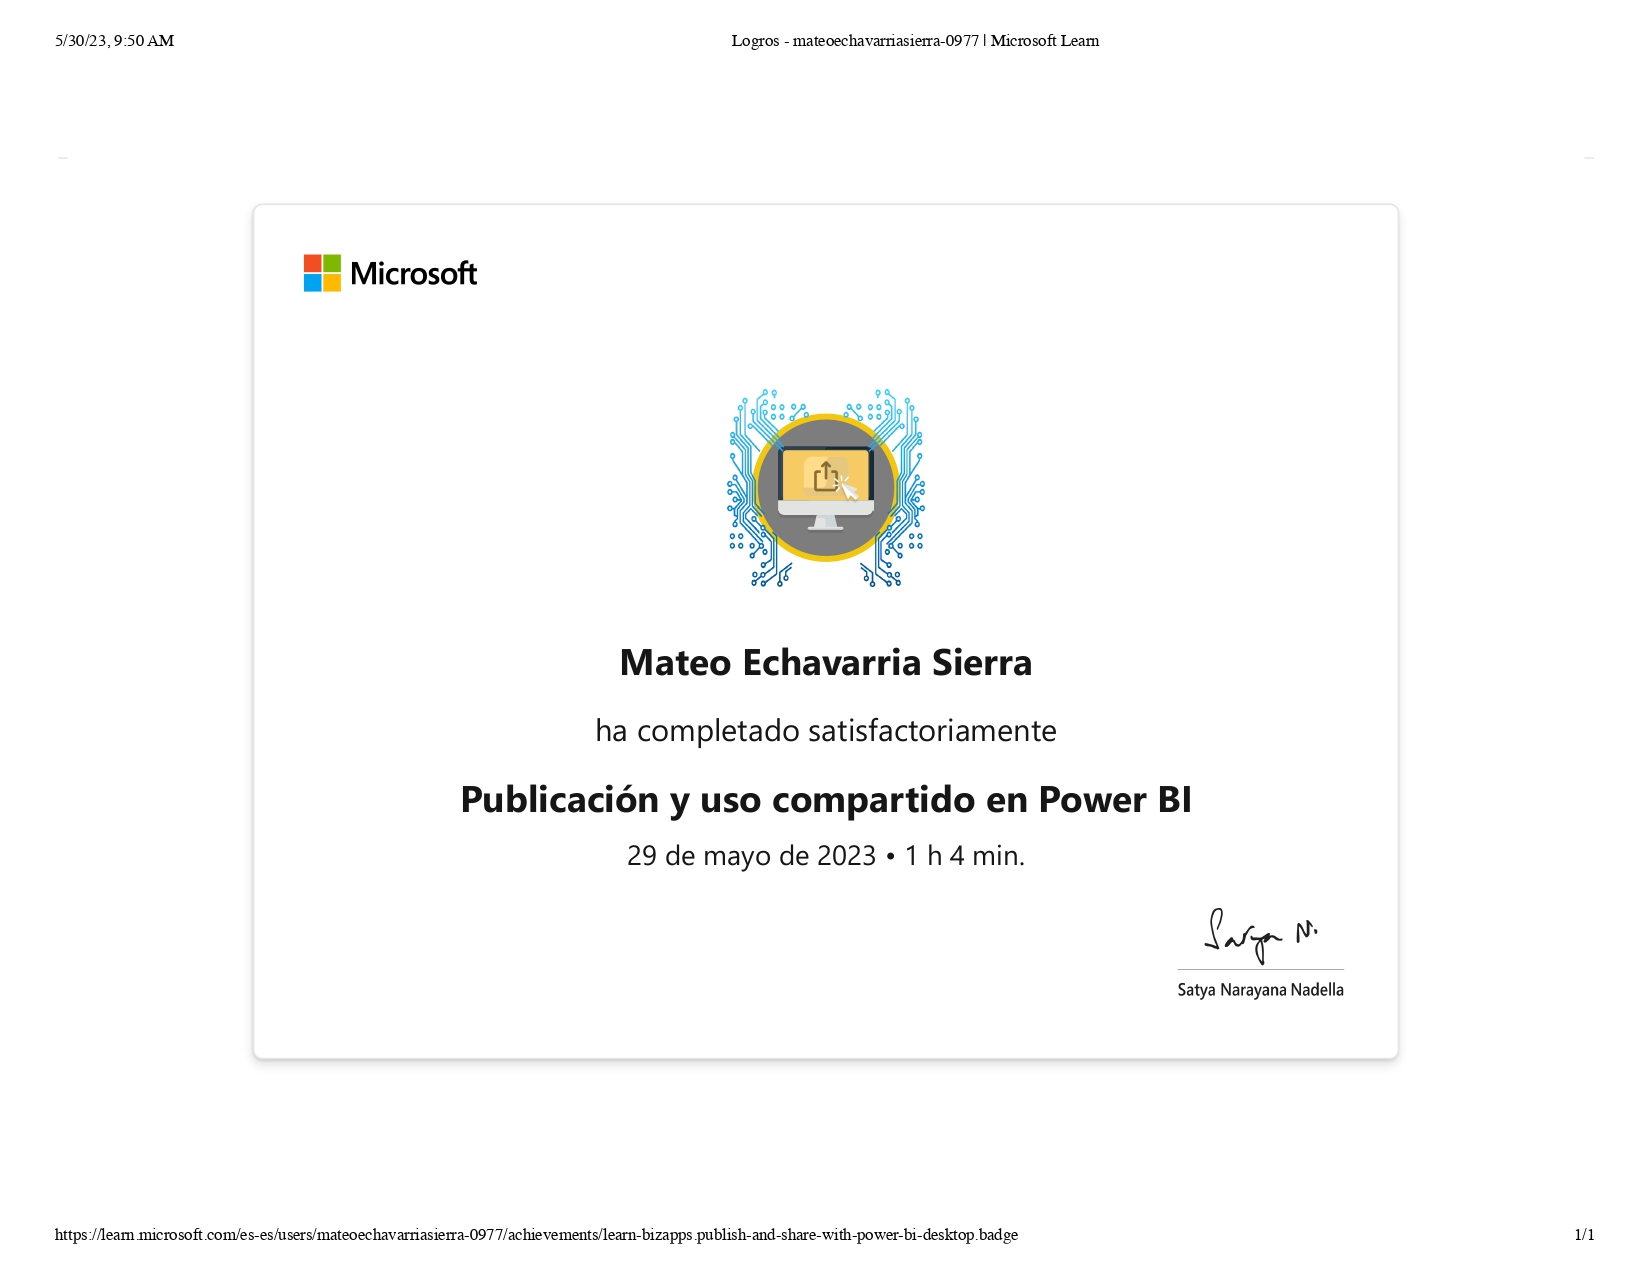 5/30/23, 9:50 AM
Logros - mateoechavarriasierra-0977 | Microsoft Learn
Microsoft
Mateo Echavarria Sierra
ha completado satisfactoriamente
Publicación y uso compartido en Power BI
29 de mayo de 2023 • 1 h 4 min.
Satya N.
Satya Narayana Nadella
https://learn.microsoft.com/es-es/users/mateoechavarriasierra-0977/achievements/learn-bizapps.publish-and-share-with-power-bi-desktop.badge
1/1